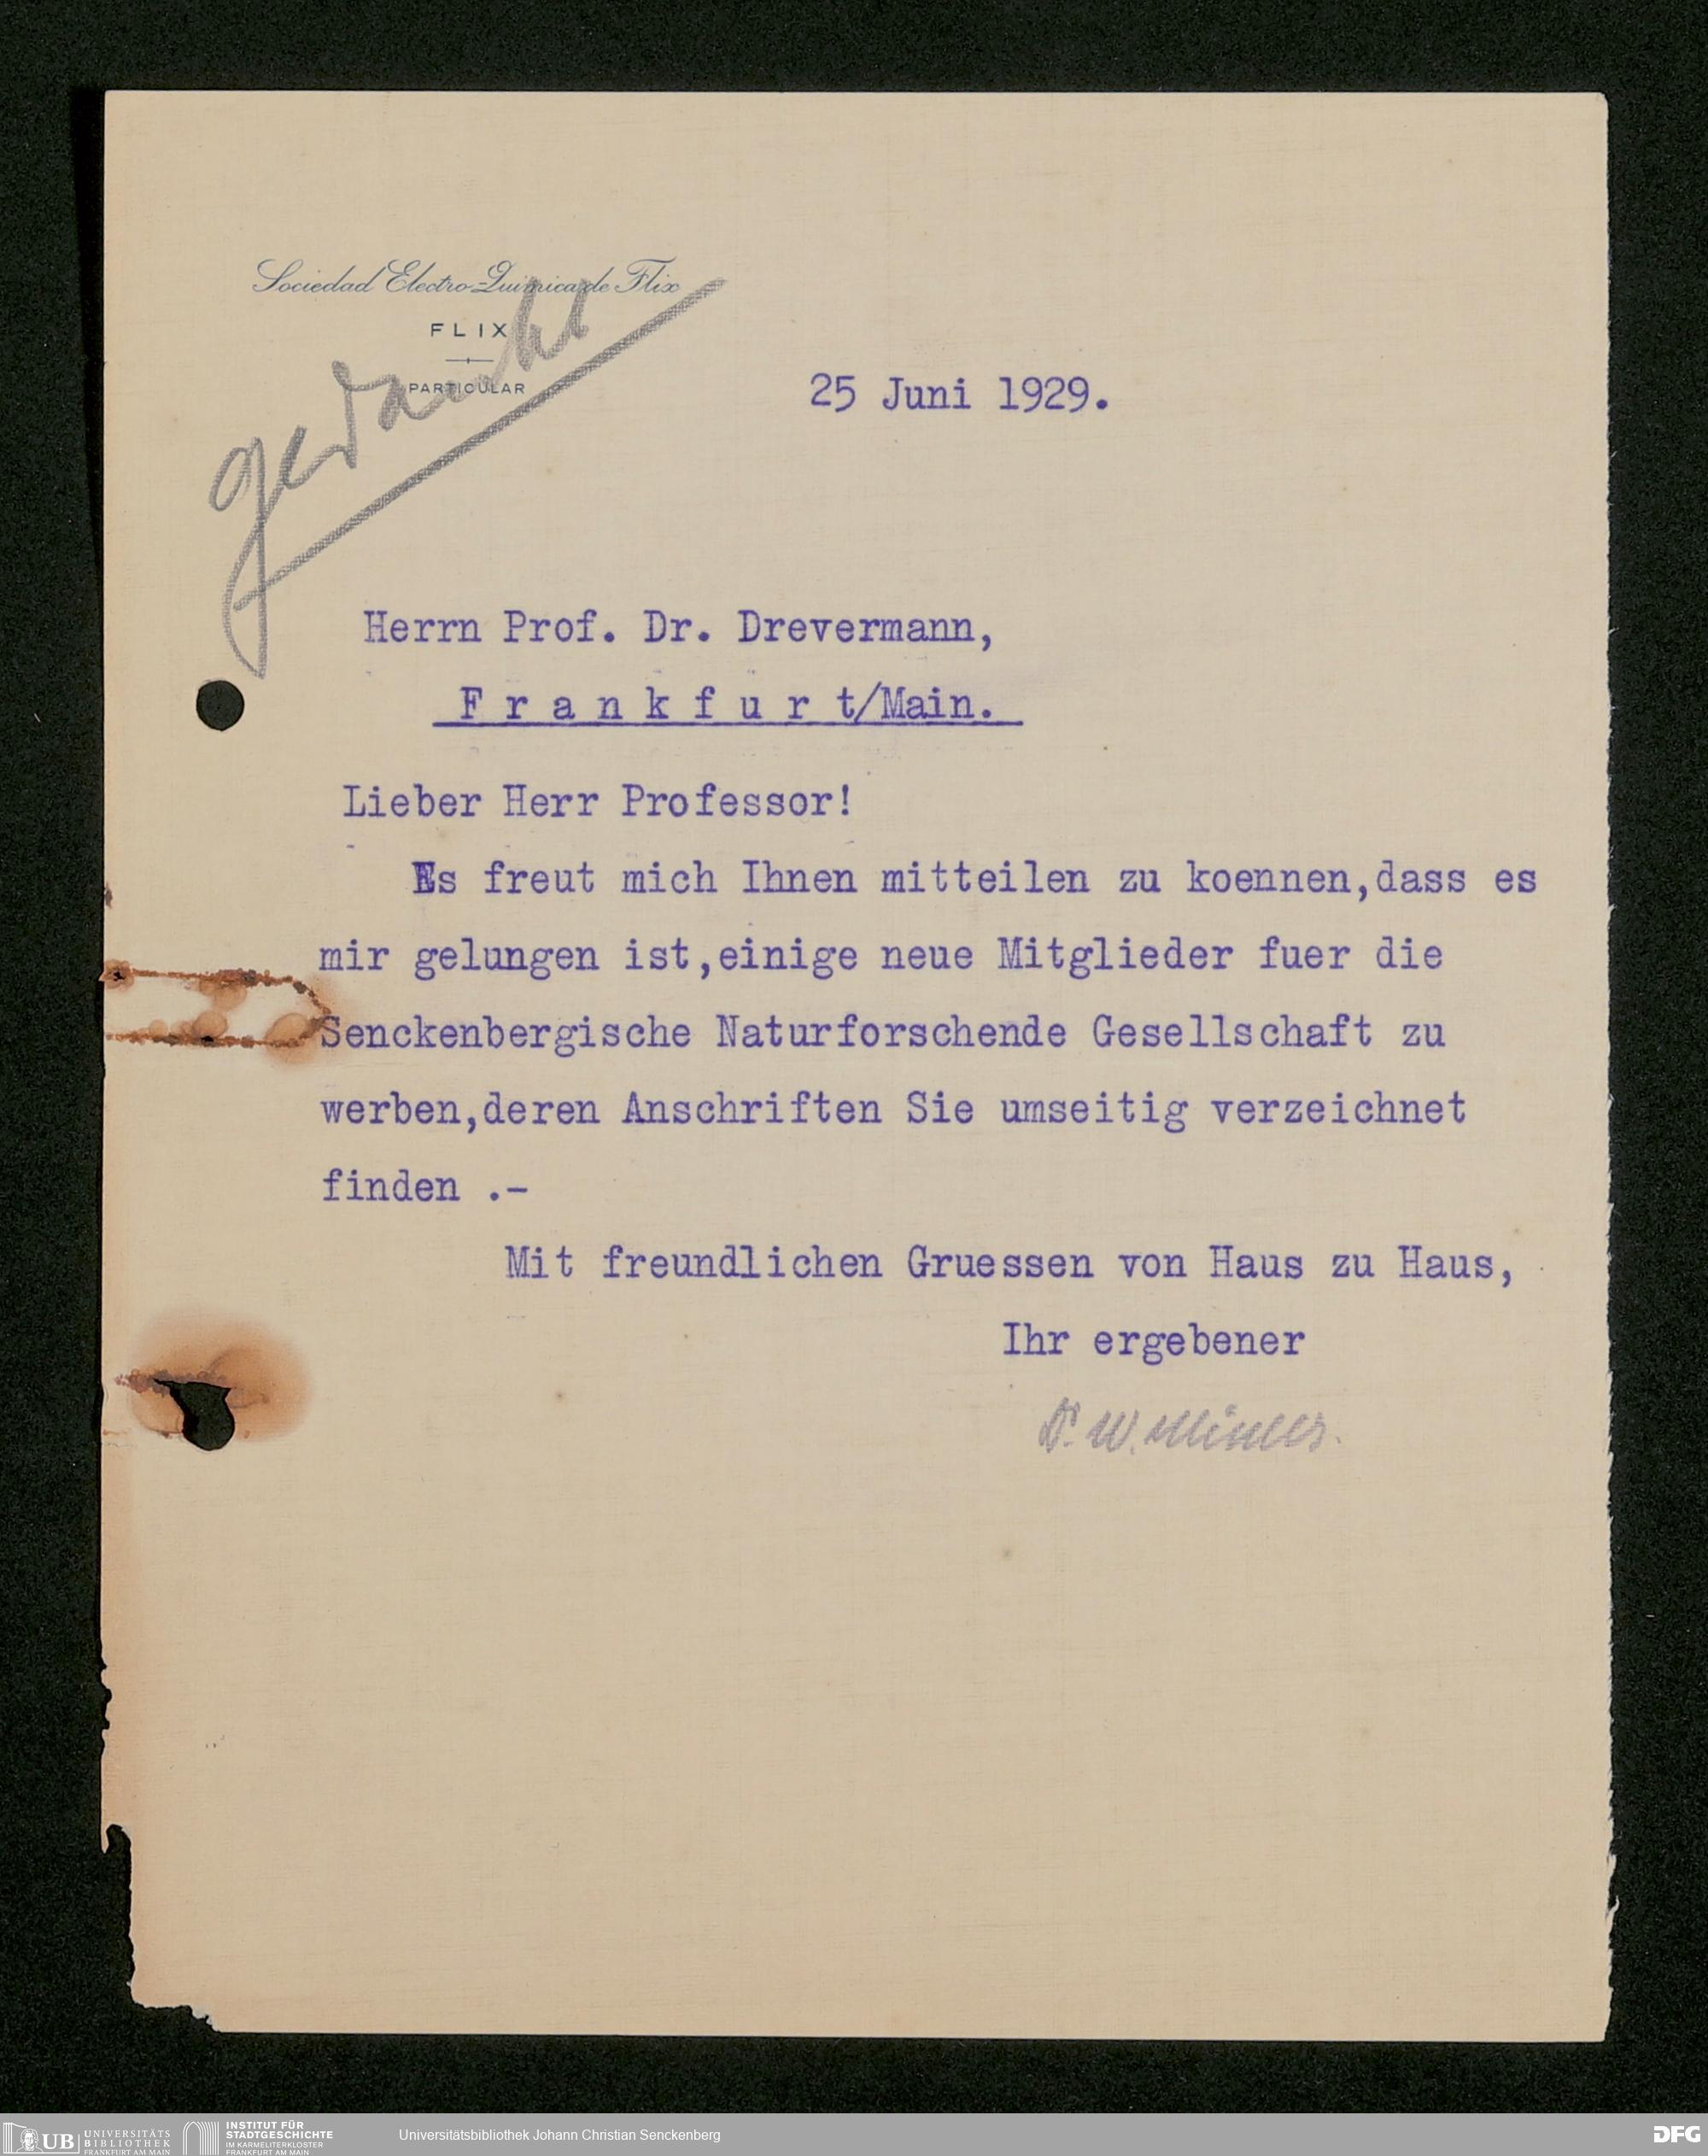 Sociedad Electro-Quimica de Flix
FLIX
PARTICULAR
gedankt
25 Juni 1929.
Herrn Prof. Dr. Drevermann,
F r a n k f u r t/Main.
Lieber Herr Professor!
Es freut mich Ihnen mitteilen zu koennen,dass es
mir gelungen ist,einige neue Mitglieder fuer die
Senckenbergische Naturforschende Gesellschaft zu
werben,deren Anschriften Sie umseitig verzeichnet
finden .-
Mit freundlichen Gruessen von Haus zu Haus,
Ihr ergebener
Dr. W.
UB UNIVERSITÄTS
BIBLIOTHEK
FRANKFURT AM MAIN
INSTITUT FÜR
STADTGESCHICHTE
IM KARMELITERKLOSTER
FRANKFURT AM MAIN
Universitätsbibliothek Johann Christian Senckenberg
DFG